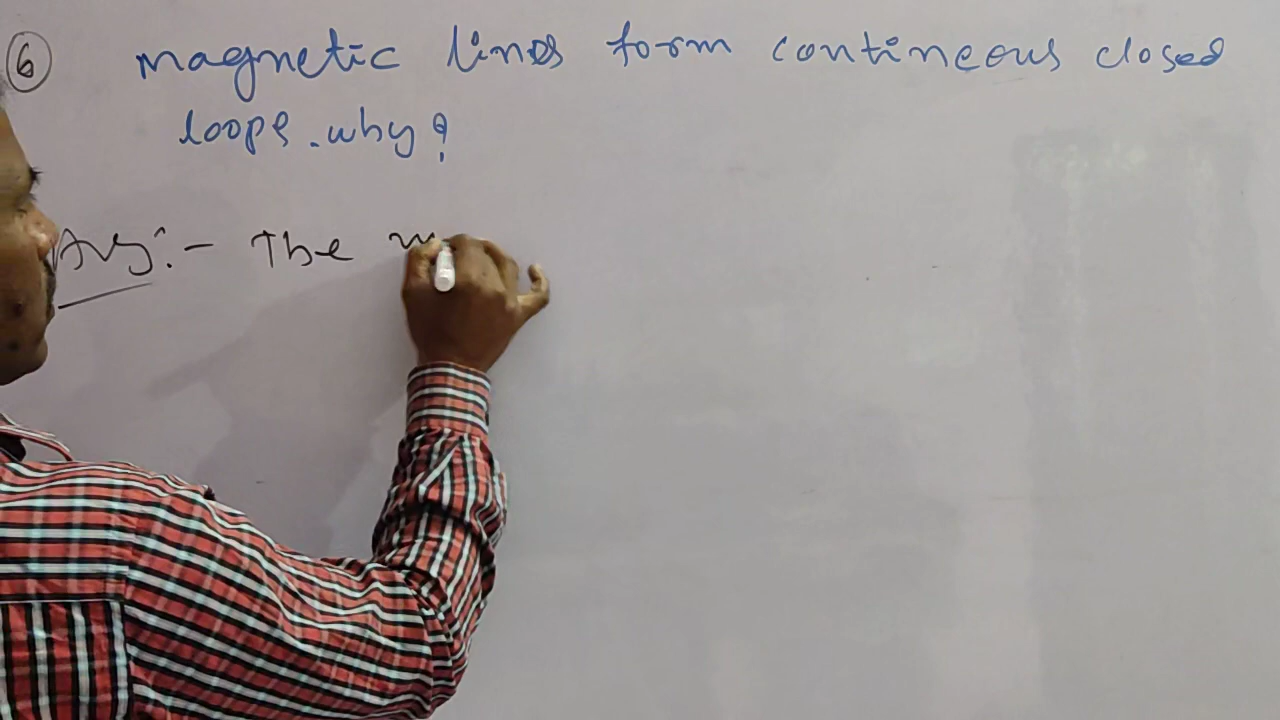 6 magnetic lines form contineous closed
loops. why?
Ans:- The m